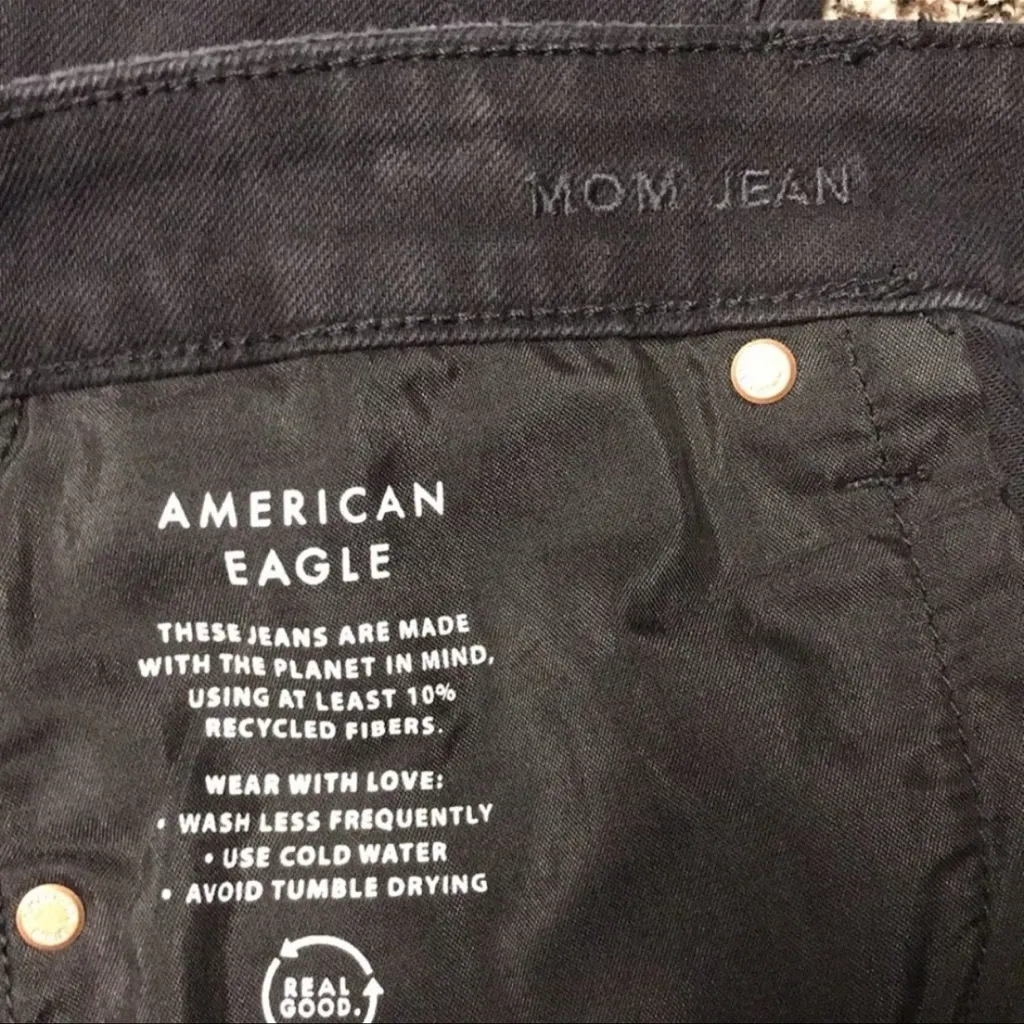 MOM JEAN
AMERICAN
EAGLE
THESE JEANS ARE MADE
WITH THE PLANET IN MIND,
USING AT LEAST 10%
RECYCLED FIBERS.
WEAR WITH LOVE:
• WASH LESS FREQUENTLY
• USE COLD WATER
• AVOID TUMBLE DRYING
REAL
GOOD.